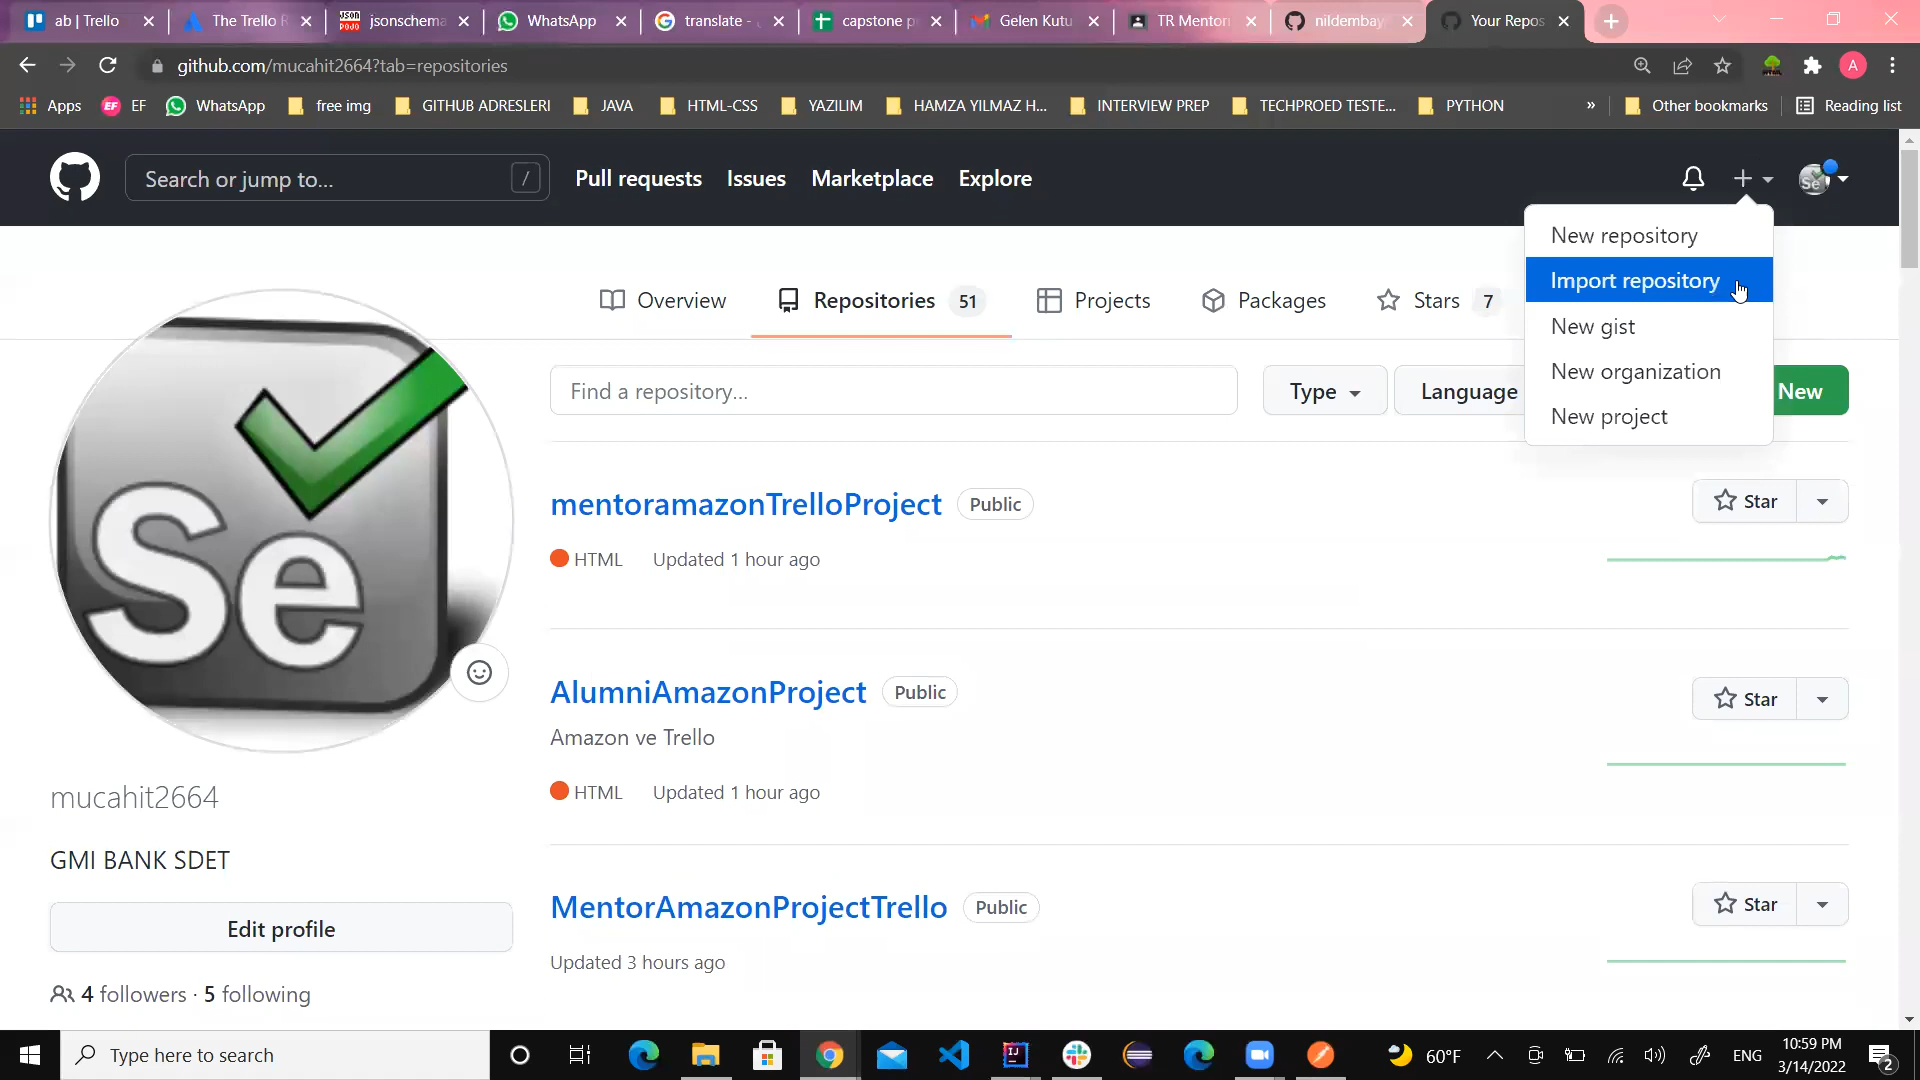 ab | Trello
The Trello R
jsonschema
WhatsApp
translate -
capstone p
Gelen Kutu
TR Mentor
nildembay
Your Repos
github.com/mucahit2664?tab=repositories
A
Apps
EF EF
WhatsApp
free img
GITHUB ADRESLERI
JAVA
HTML-CSS
YAZILIM
HAMZA YILMAZ H...
INTERVIEW PREP
TECHPROED TESTE...
PYTHON
»
Other bookmarks
Reading list
Search or jump to... /
Pull requests
Issues
Marketplace
Explore
New repository
Import repository
New gist
New organization
New project
Overview
Repositories 51
Projects
Packages
Stars 7
Find a repository...
Type
Language
New
Se
mentoramazonTrelloProject Public
Star
HTML Updated 1 hour ago
AlumniAmazonProject Public
Star
Amazon ve Trello
HTML Updated 1 hour ago
MentorAmazonProjectTrello Public
Star
Updated 3 hours ago
mucahit2664
GMI BANK SDET
Edit profile
4 followers · 5 following
Type here to search
60°F
ENG
10:59 PM
3/14/2022
2